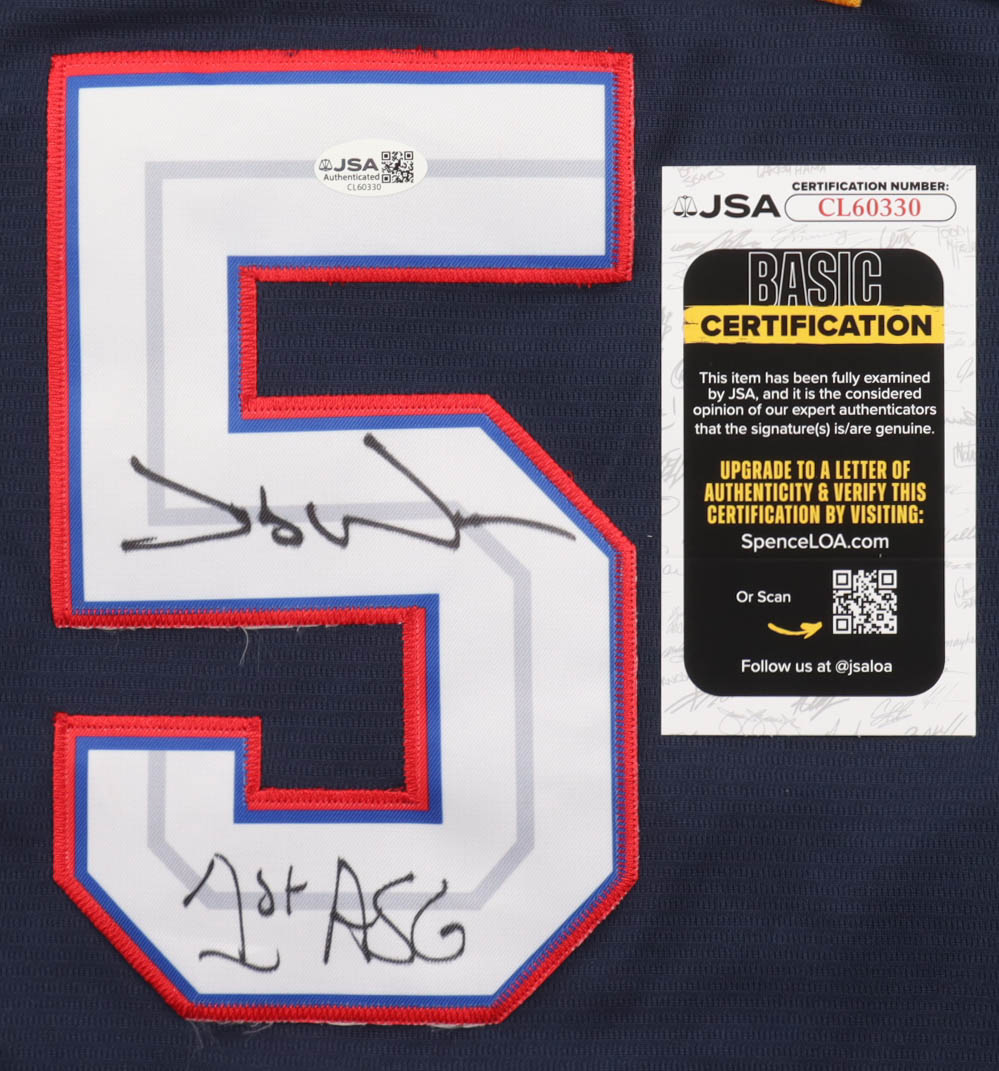 JSA
Authenticated
CL60330
1st ASG
JSA
CERTIFICATION NUMBER:
CL60330
BASIC
CERTIFICATION
This item has been fully examined
by JSA, and it is the considered
opinion of our expert authenticators
that the signature(s) is/are genuine.
UPGRADE TO A LETTER OF
AUTHENTICITY & VERIFY THIS
CERTIFICATION BY VISITING:
SpenceLOA.com
Or Scan
Follow us at @jsaloa
5